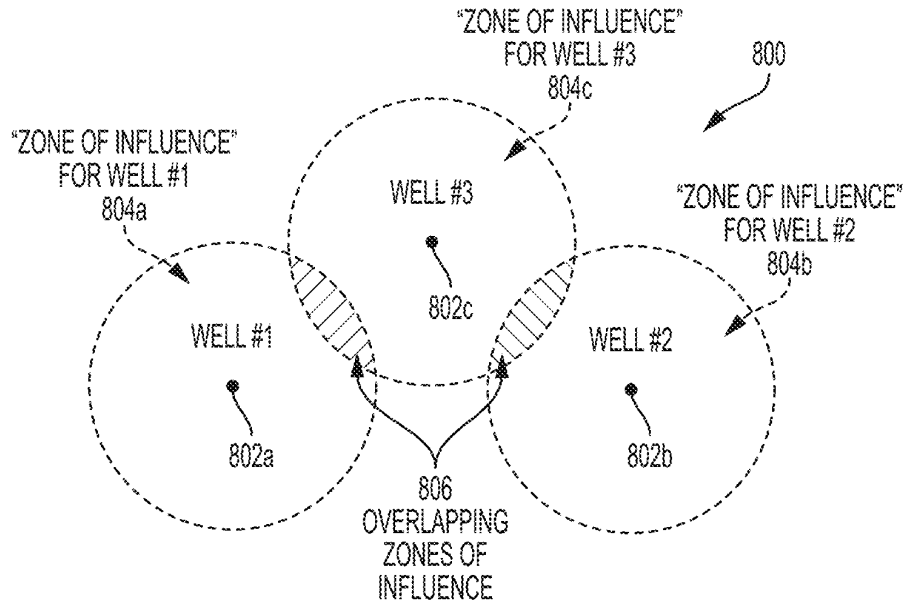 "ZONE OF INFLUENCE"
FOR WELL #3
804c
800
"ZONE OF INFLUENCE"
FOR WELL #1
804a
WELL #3
"ZONE OF INFLUENCE"
FOR WELL #2
804b
802c
WELL #1
WELL #2
802a
802b
806
OVERLAPPING
ZONES OF
INFLUENCE